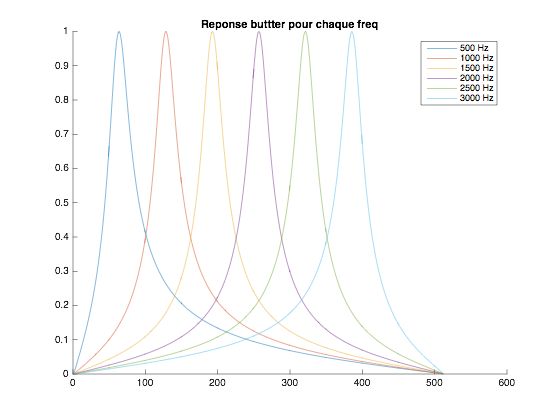 Reponse buttter pour chaque freq
500 Hz
1000 Hz
1500 Hz
2000 Hz
2500 Hz
3000 Hz
1
0.9
0.8
0.7
0.6
0.5
0.4
0.3
0.2
0.1
0
0 100 200 300 400 500 600